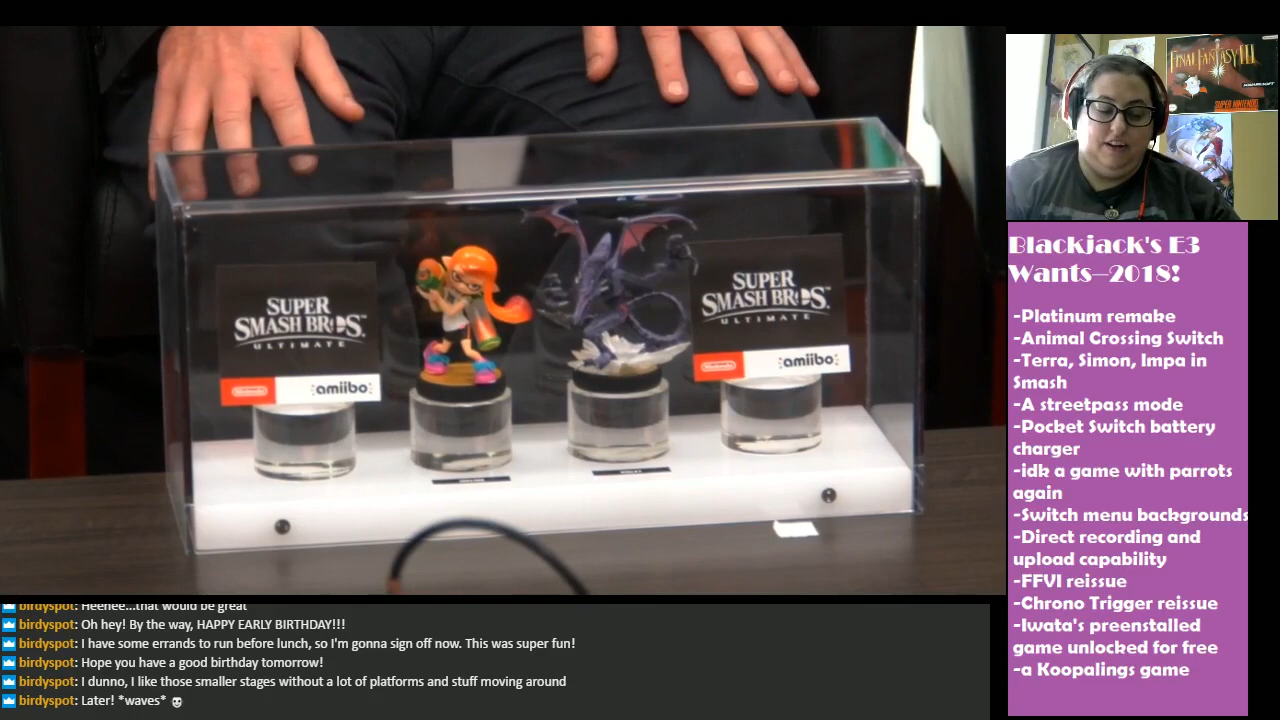 SUPER
SMASH BROS.
ULTIMATE
Nintendo
amiibo
SUPER
SMASH BROS.
ULTIMATE
Nintendo
amiibo
FINAL FANTASY III
SUPER NINTENDO
Blackjack's E3
Wants—2018!
-Platinum remake
-Animal Crossing Switch
-Terra, Simon, Impa in
Smash
-A streetpass mode
-Pocket Switch battery
charger
-idk a game with parrots
again
-Switch menu backgrounds
-Direct recording and
upload capability
-FFVI reissue
-Chrono Trigger reissue
-Iwata's preenstalled
game unlocked for free
-a Koopalings game
birdyspot: Heehee...that would be great
birdyspot: Oh hey! By the way, HAPPY EARLY BIRTHDAY!!!
birdyspot: I have some errands to run before lunch, so I'm gonna sign off now. This was super fun!
birdyspot: Hope you have a good birthday tomorrow!
birdyspot: I dunno, I like those smaller stages without a lot of platforms and stuff moving around
birdyspot: Later! *waves*